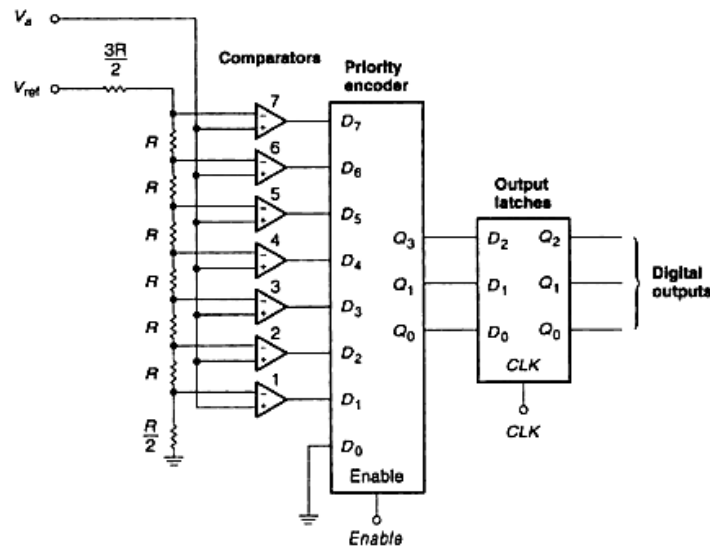 Vₐ
3R
2
V_ref
Comparators
Priority
encoder
7
D₇
R
6
D₆
R
5
D₅
R
4
D₄
R
3
D₃
R
2
D₂
R
1
D₁
R
2
D₀
Enable
Enable
Q₃
Q₁
Q₀
Output
latches
D₂ Q₂
D₁ Q₁
D₀ Q₀
CLK
CLK
Digital
outputs